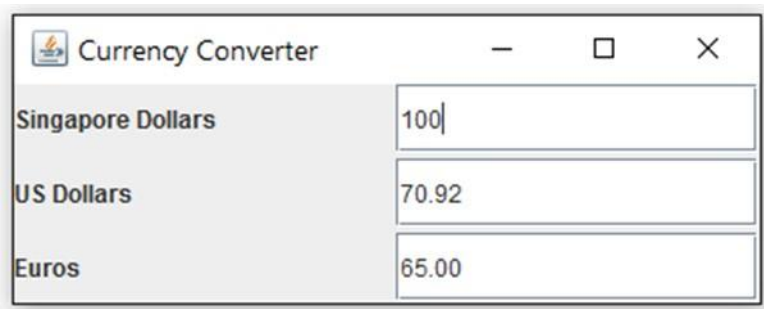 Currency Converter
Singapore Dollars 100
US Dollars 70.92
Euros 65.00